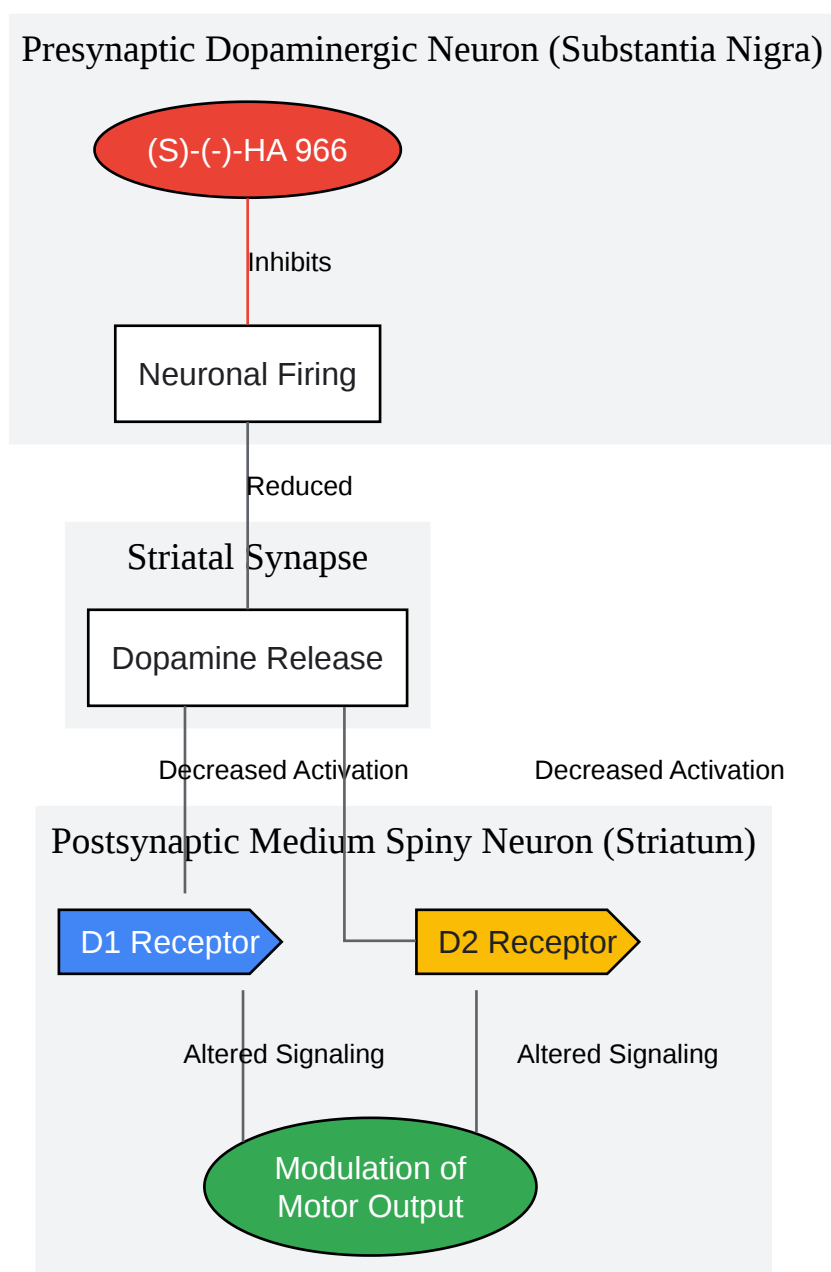 Presynaptic Dopaminergic Neuron (Substantia Nigra)
(S)-(-)-HA 966
Inhibits
Neuronal Firing
Reduced
Striatal Synapse
Dopamine Release
Decreased Activation
Decreased Activation
Postsynaptic Medium Spiny Neuron (Striatum)
D1 Receptor
D2 Receptor
Altered Signaling
Altered Signaling
Modulation of
Motor Output